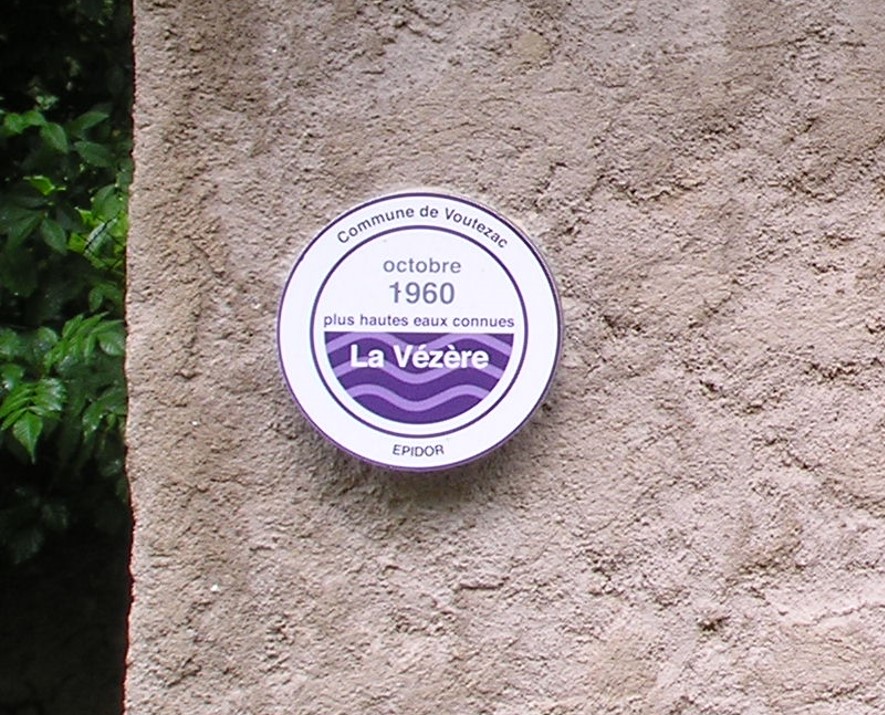 Commune de Voutezac
octobre
1960
plus hautes eaux connues
La Vézère
EPIDOR